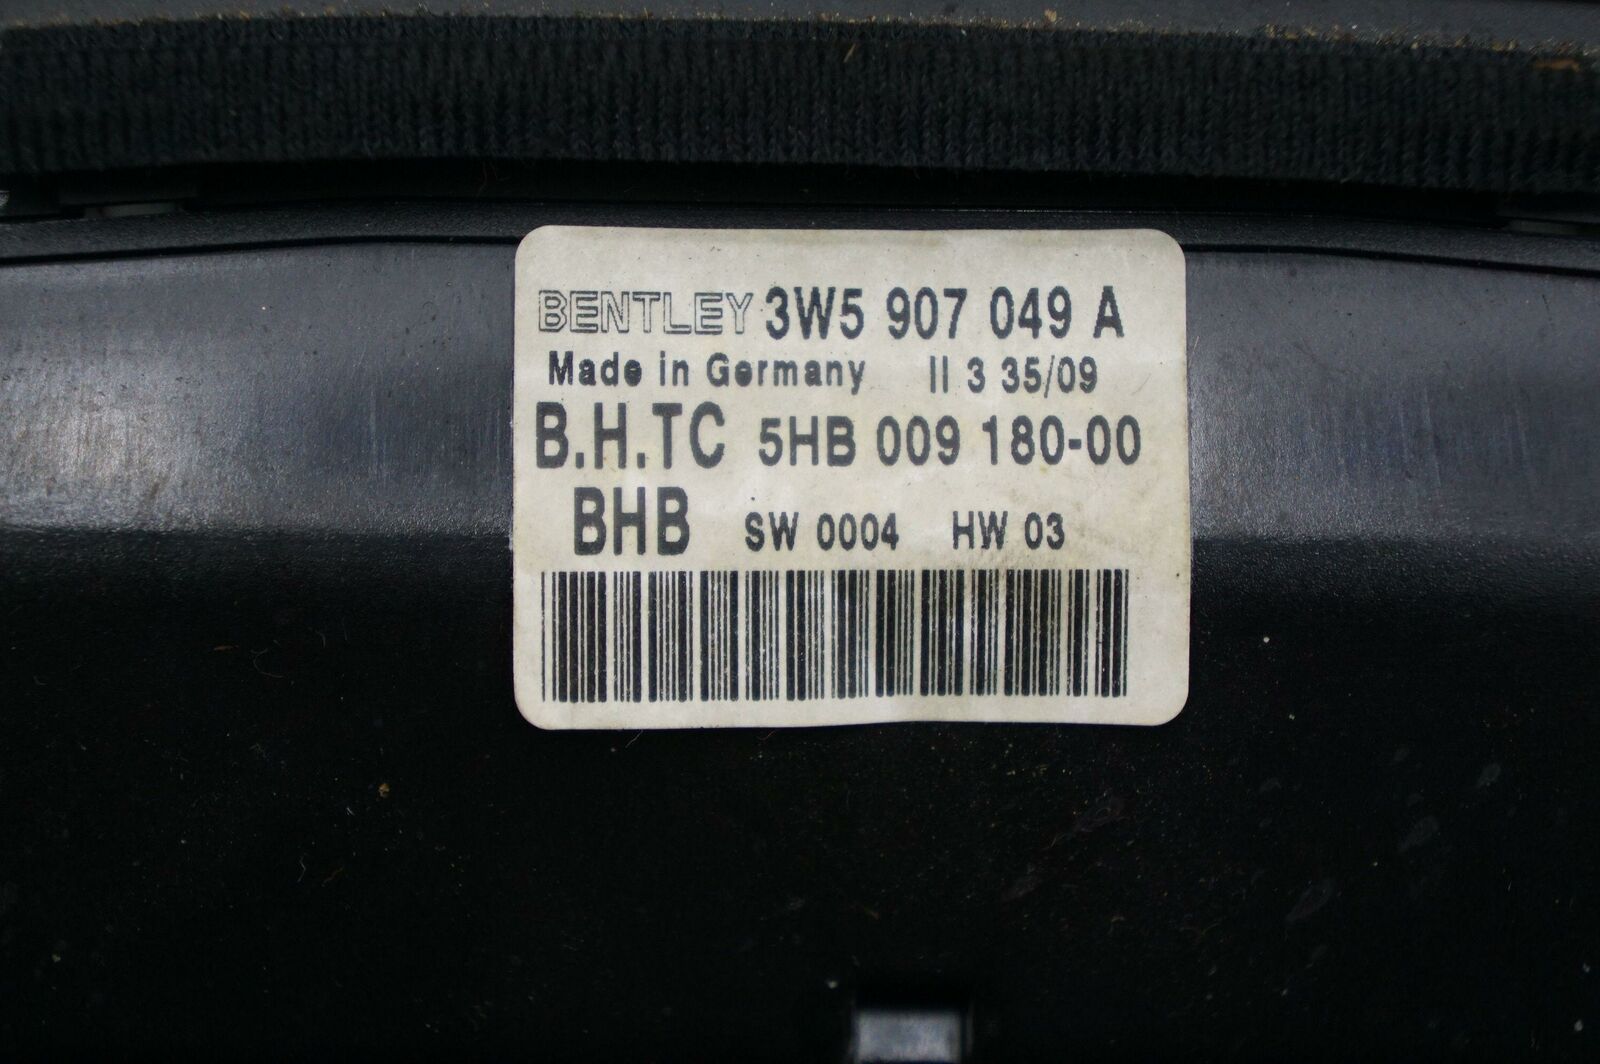 BENTLEY 3W5 907 049 A
Made in Germany II 3 35/09
B.H.TC 5HB 009 180-00
BHB SW 0004 HW 03